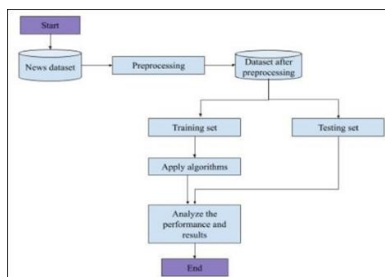 Start
News dataset
Preprocessing
Dataset after
preprocessing
Training set
Testing set
Apply algorithms
Analyze the
performance and
results
End